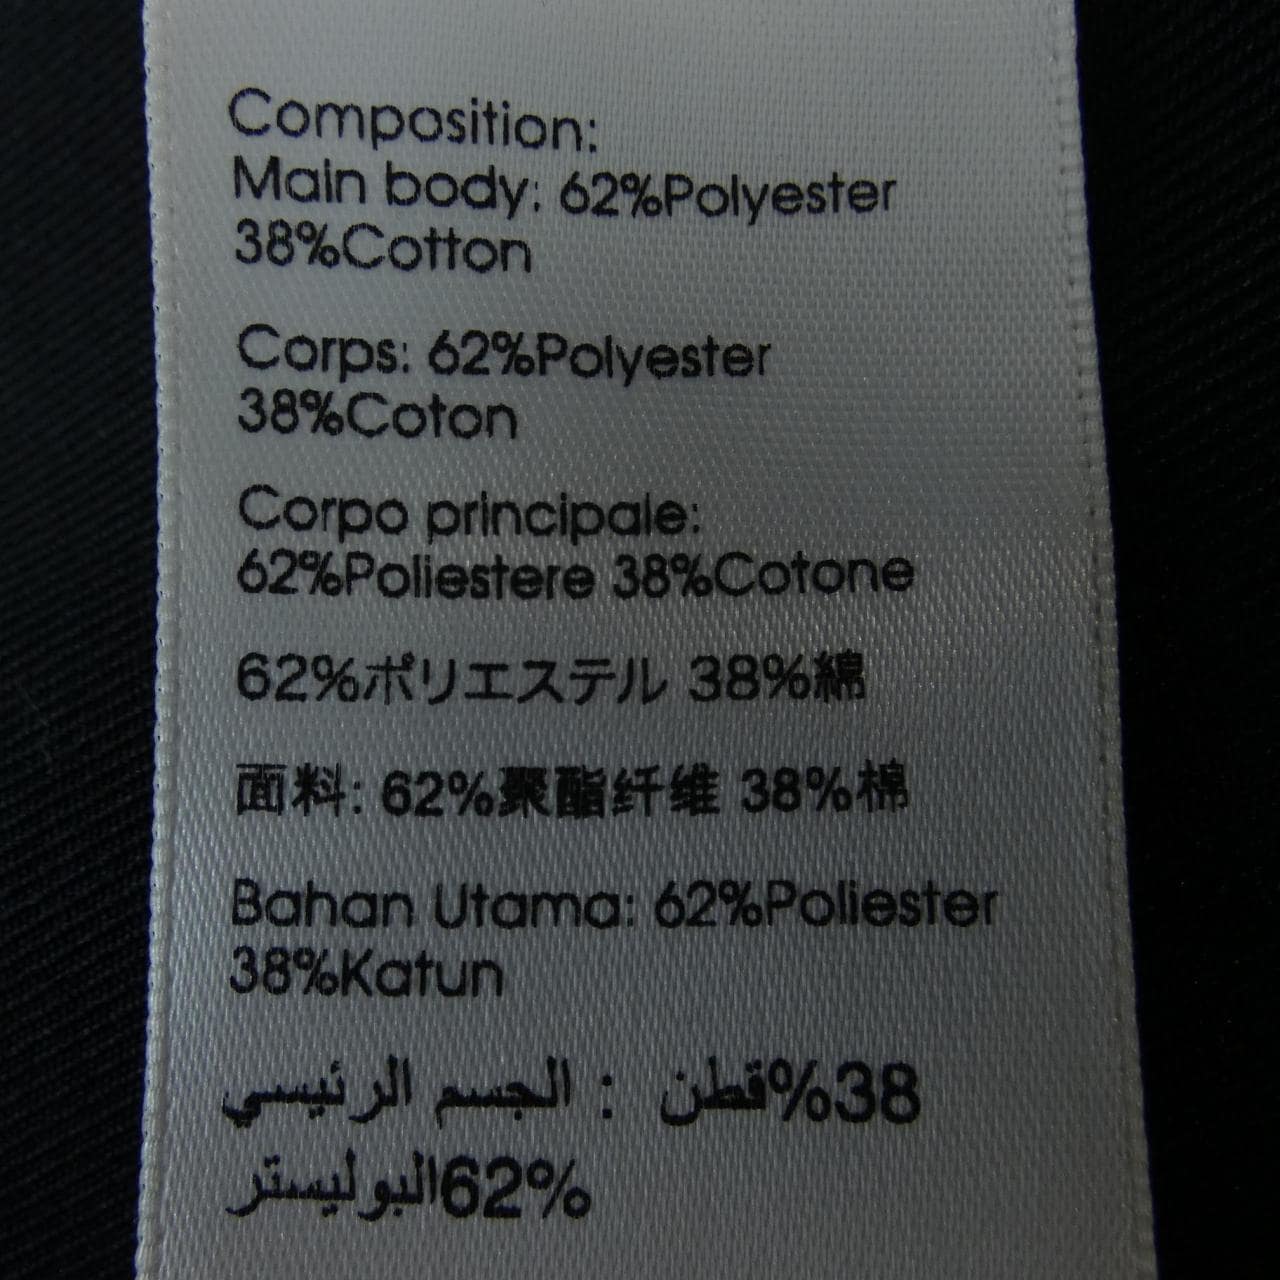 Composition:
Main body: 62%Polyester
38%Cotton
Corps: 62%Polyester
38%Coton
Corpo principale:
62%Poliestere 38%Cotone
62%ポリエステル 38%綿
面料: 62%聚酯纤维 38%棉
Bahan Utama: 62%Poliester
38%Katun
الجسم الرئيسي : قطن%38
62%البوليستر